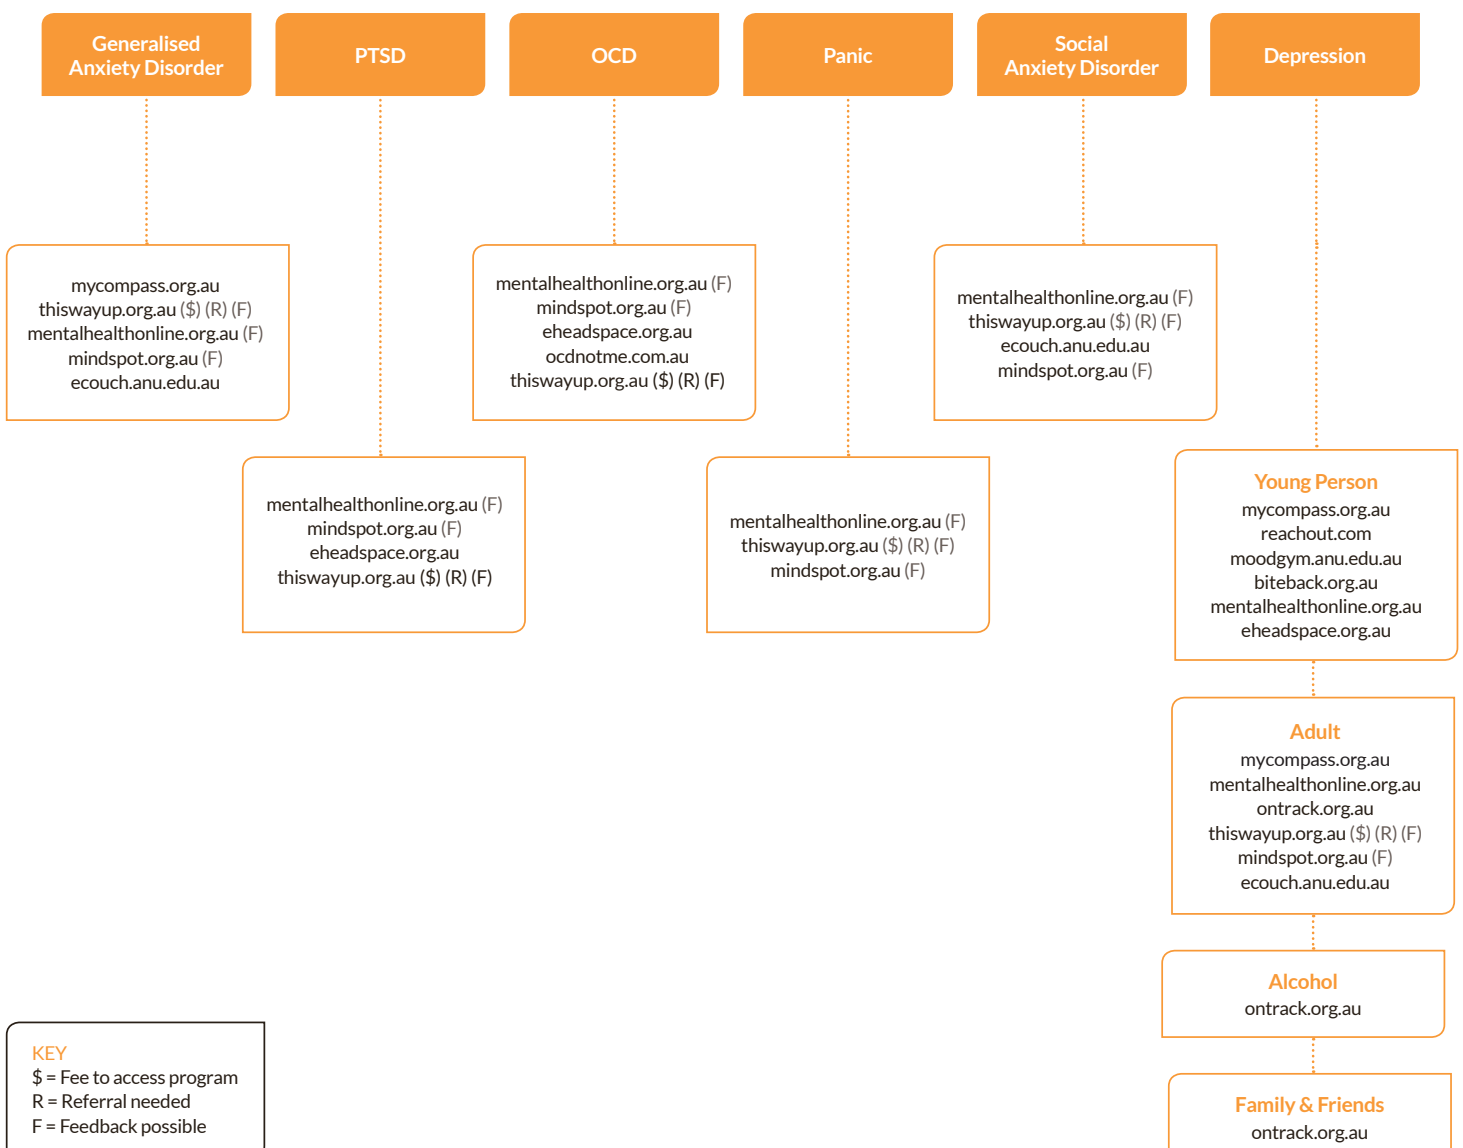 Generalised
Anxiety Disorder
PTSD
OCD
Panic
Social
Anxiety Disorder
Depression
mycompass.org.au
thiswayup.org.au ($) (R) (F)
mentalhealthonline.org.au (F)
mindspot.org.au (F)
ecouch.anu.edu.au
mentalhealthonline.org.au (F)
mindspot.org.au (F)
eheadspace.org.au
thiswayup.org.au ($) (R) (F)
mentalhealthonline.org.au (F)
mindspot.org.au (F)
eheadspace.org.au
ocdnotme.com.au
thiswayup.org.au ($) (R) (F)
mentalhealthonline.org.au (F)
thiswayup.org.au ($) (R) (F)
mindspot.org.au (F)
mentalhealthonline.org.au (F)
thiswayup.org.au ($) (R) (F)
ecouch.anu.edu.au
mindspot.org.au (F)
Young Person
mycompass.org.au
reachout.com
moodgym.anu.edu.au
biteback.org.au
mentalhealthonline.org.au
eheadspace.org.au
Adult
mycompass.org.au
mentalhealthonline.org.au
ontrack.org.au
thiswayup.org.au ($) (R) (F)
mindspot.org.au (F)
ecouch.anu.edu.au
Alcohol
ontrack.org.au
Family & Friends
ontrack.org.au
KEY
$ = Fee to access program
R = Referral needed
F = Feedback possible